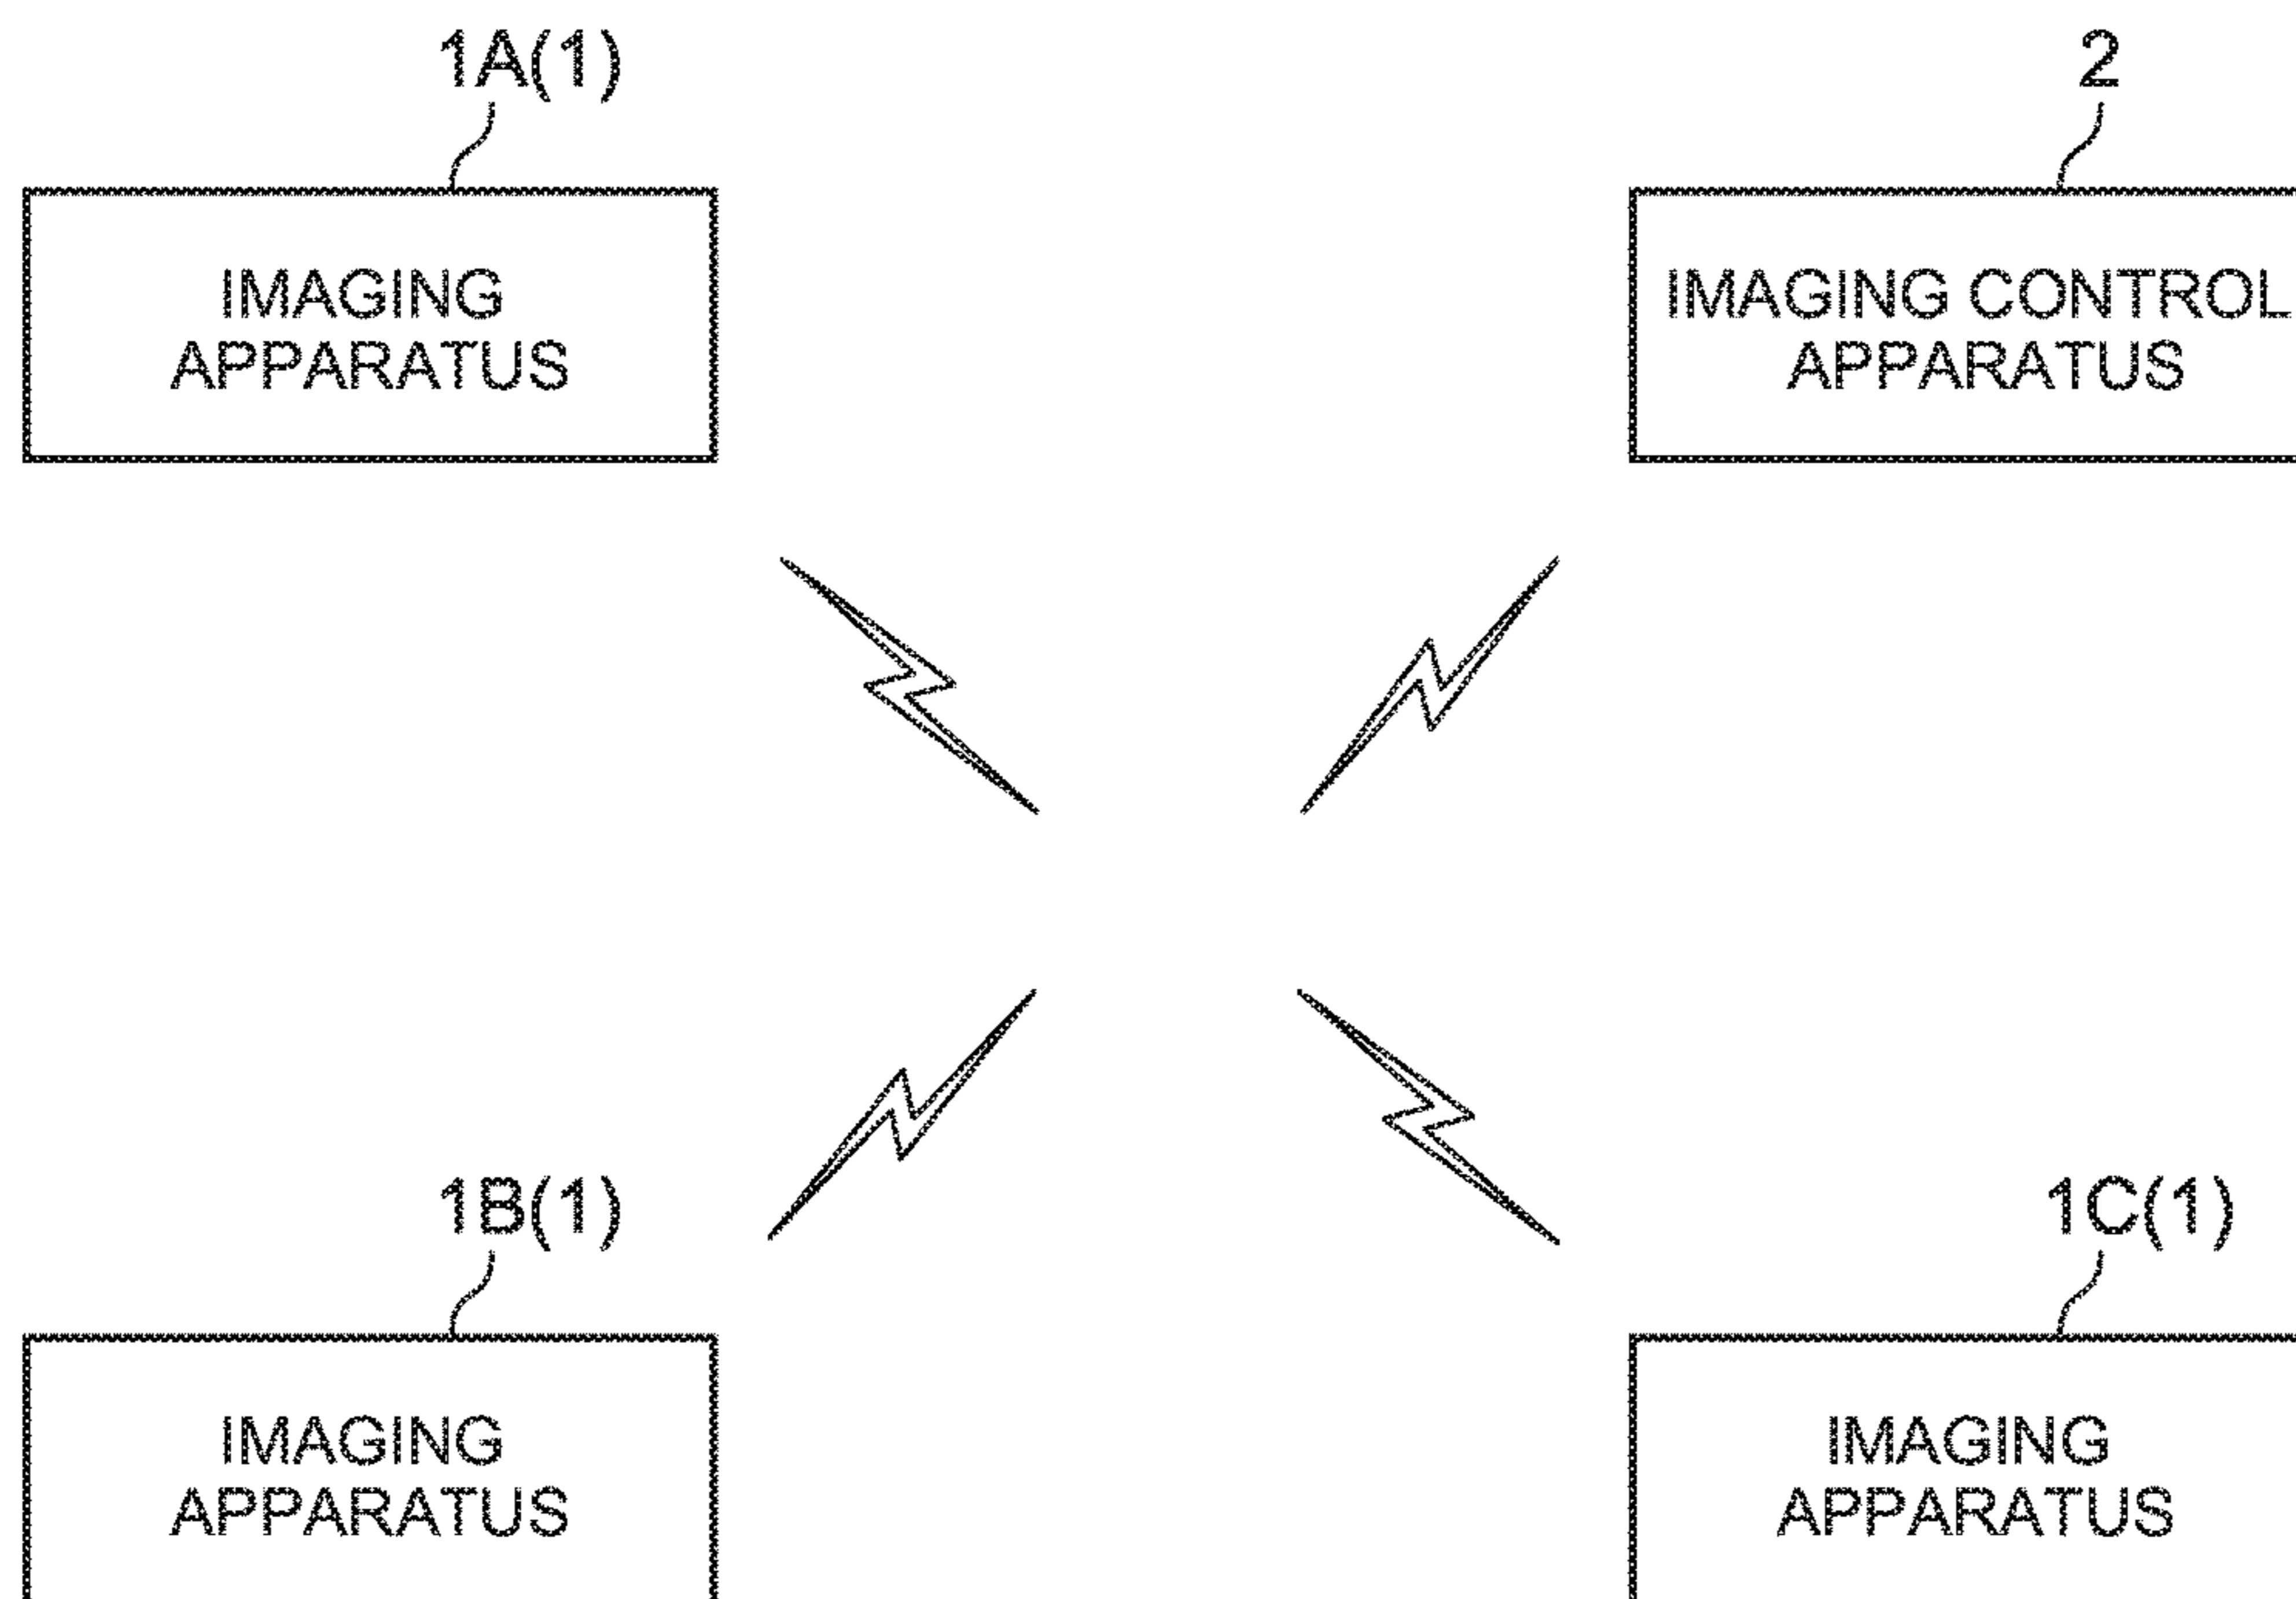 1A(1)
2
IMAGING
APPARATUS
IMAGING CONTROL
APPARATUS
1B(1)
1C(1)
IMAGING
APPARATUS
IMAGING
APPARATUS